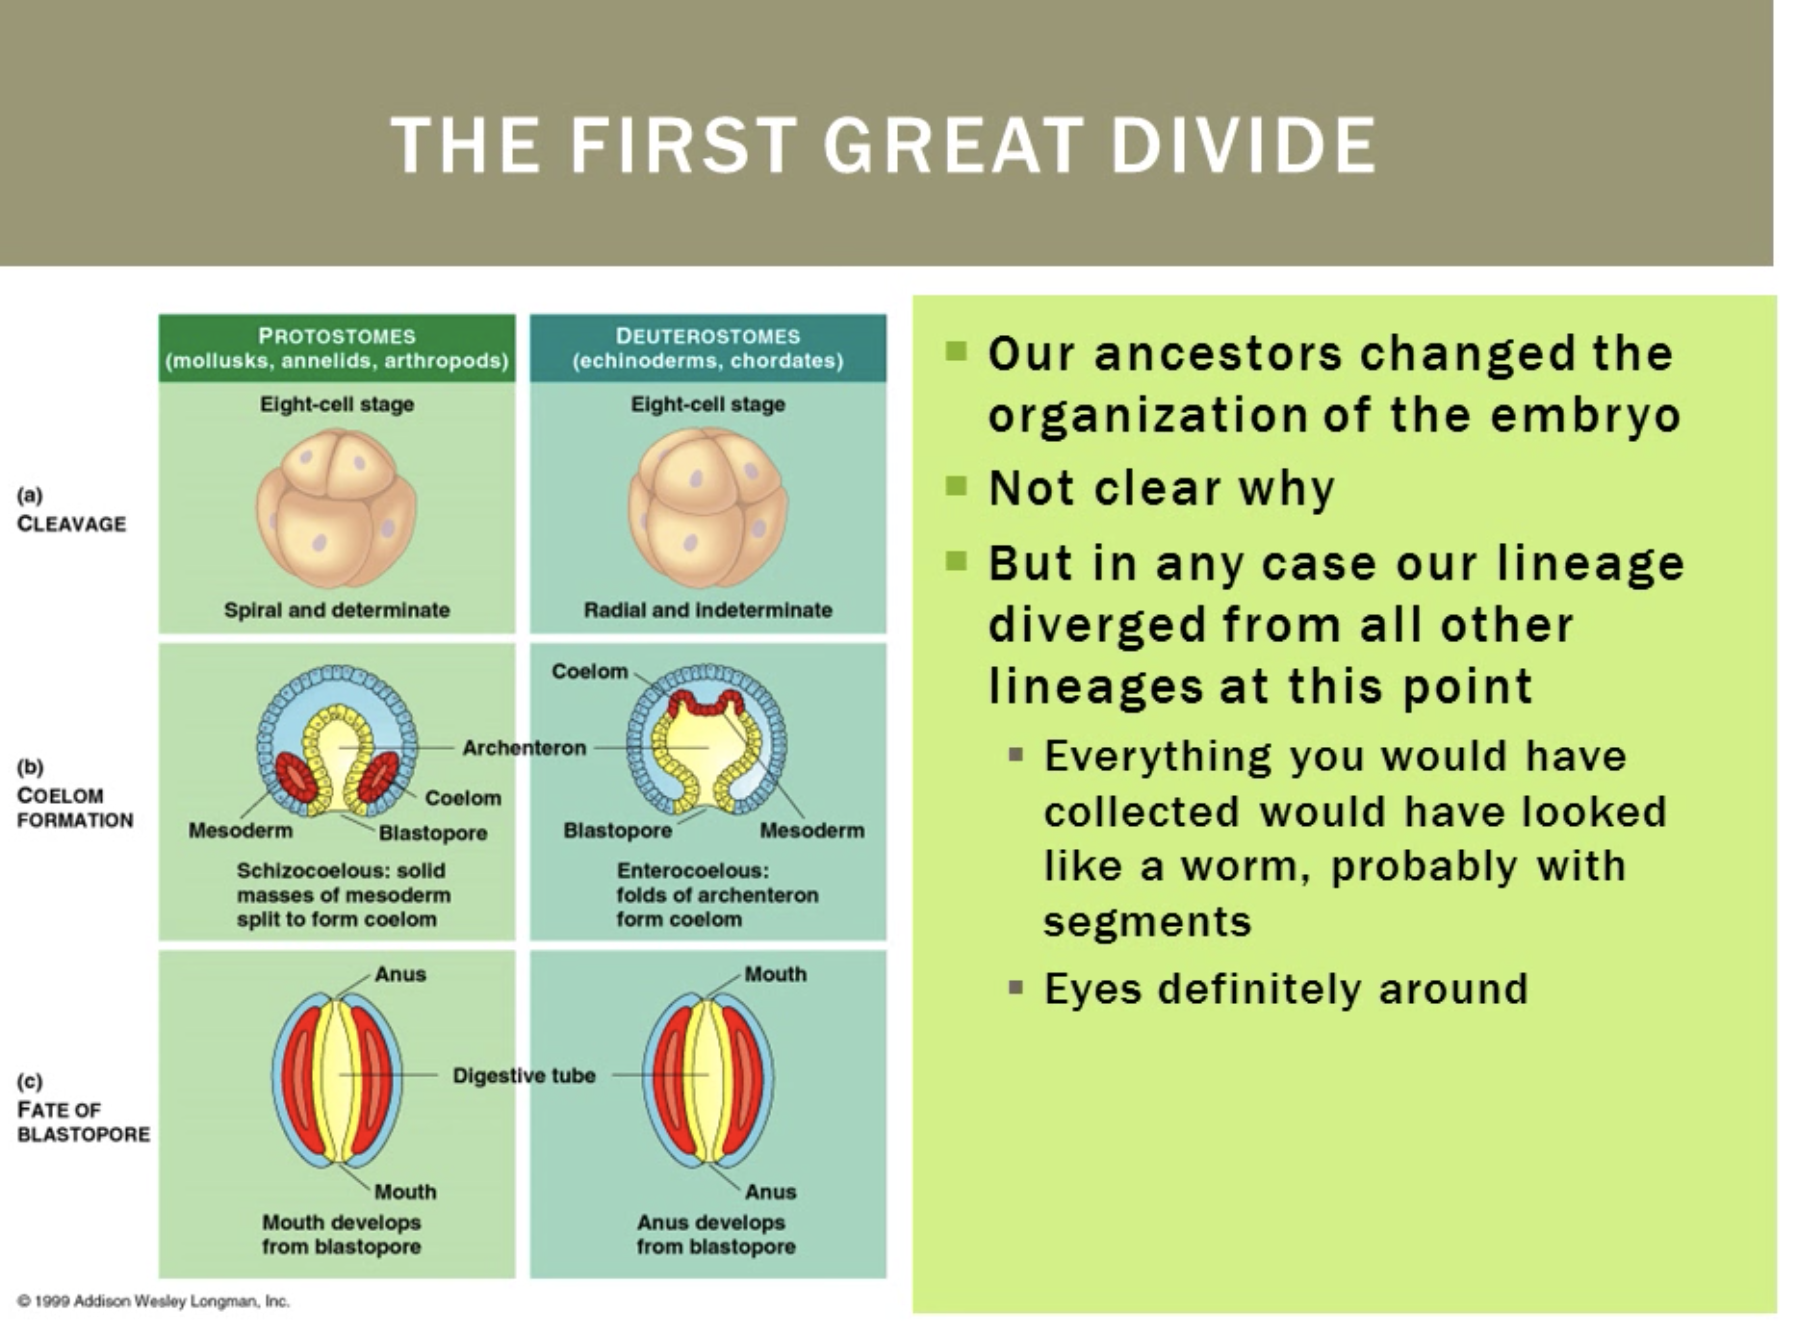 THE FIRST GREAT DIVIDE
PROTOSTOMES
(mollusks, annelids, arthropods)
DEUTEROSTOMES
(echinoderms, chordates)
(a)
CLEAVAGE
Eight-cell stage
Spiral and determinate
Eight-cell stage
Radial and indeterminate
(b)
COELOM
FORMATION
Archenteron
Coelom
Mesoderm
Blastopore
Schizocoelous: solid
masses of mesoderm
split to form coelom
Coelom
Blastopore
Mesoderm
Enterocoelous:
folds of archenteron
form coelom
(c)
FATE OF
BLASTOPORE
Anus
Digestive tube
Mouth
Mouth develops
from blastopore
Mouth
Anus
Anus develops
from blastopore
© 1999 Addison Wesley Longman, Inc.
Our ancestors changed the
organization of the embryo
Not clear why
But in any case our lineage
diverged from all other
lineages at this point
Everything you would have
collected would have looked
like a worm, probably with
segments
Eyes definitely around